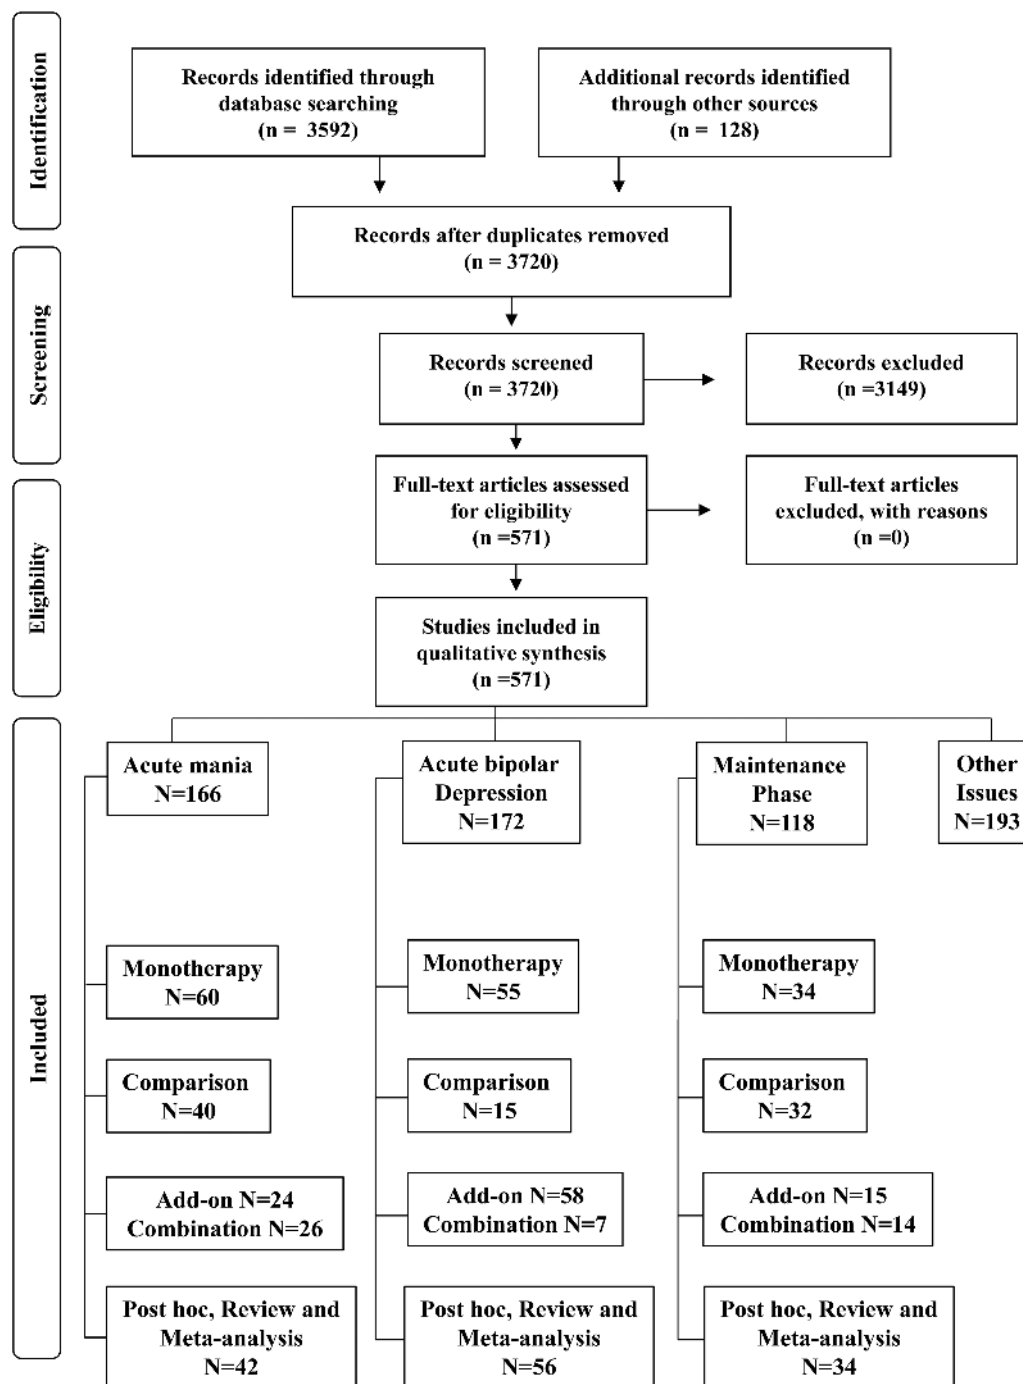 Identification
Records identified through
database searching
(n = 3592)
Additional records identified
through other sources
(n = 128)
Records after duplicates removed
(n = 3720)
Screening
Records screened
(n = 3720)
Records excluded
(n =3149)
Eligibility
Full-text articles assessed
for eligibility
(n =571)
Full-text articles
excluded, with reasons
(n =0)
Studies included in
qualitative synthesis
(n =571)
Included
Acute mania
N=166
Acute bipolar
Depression
N=172
Maintenance
Phase
N=118
Other
Issues
N=193
Monotherapy
N=60
Monotherapy
N=55
Monotherapy
N=34
Comparison
N=40
Comparison
N=15
Comparison
N=32
Add-on N=24
Combination N=26
Add-on N=58
Combination N=7
Add-on N=15
Combination N=14
Post hoc, Review and
Meta-analysis
N=42
Post hoc, Review and
Meta-analysis
N=56
Post hoc, Review and
Meta-analysis
N=34